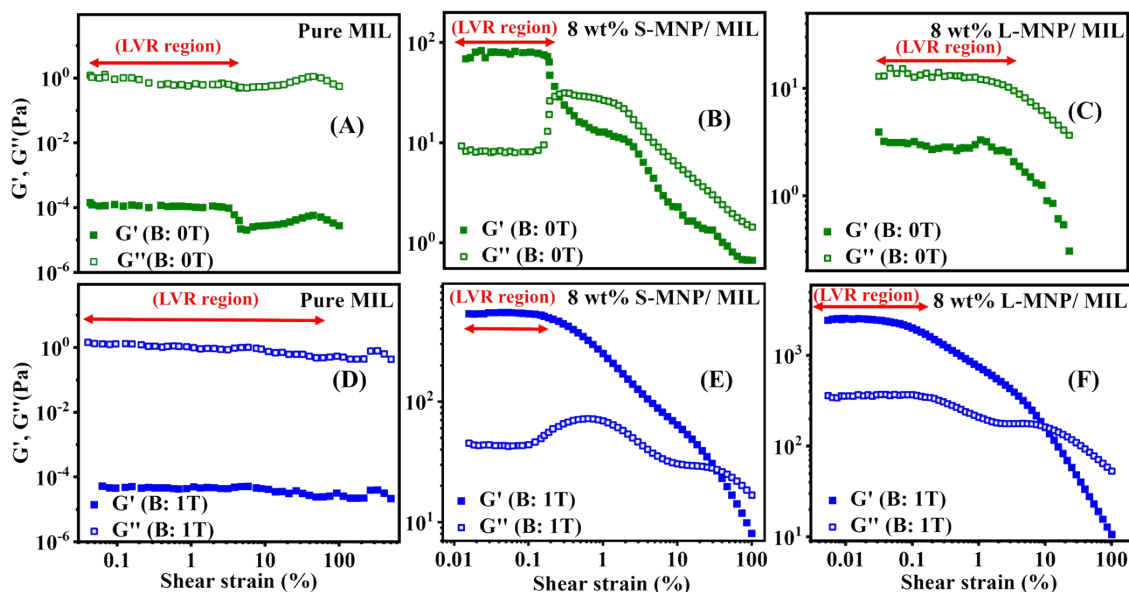 Pure MIL
(LVR region)
G', G''(Pa)
10^0
10^-2
10^-4
10^-6
(A)
G' (B: 0T)
G''(B: 0T)
8 wt% S-MNP/ MIL
(LVR region)
10^2
10^1
10^0
(B)
G' (B: 0T)
G'' (B: 0T)
8 wt% L-MNP/ MIL
(LVR region)
10^1
10^0
(C)
G' (B: 0T)
G'' (B: 0T)
Pure MIL
(LVR region)
G', G''(Pa)
10^0
10^-2
10^-4
10^-6
(D)
G' (B: 1T)
G'' (B: 1T)
0.1 1 10 100
Shear strain (%)
8 wt% S-MNP/ MIL
(LVR region)
10^2
10^1
(E)
G' (B: 1T)
G'' (B: 1T)
0.01 0.1 1 10 100
Shear strain (%)
8 wt% L-MNP/ MIL
(LVR region)
10^3
10^2
10^1
(F)
G' (B: 1T)
G'' (B: 1T)
0.01 0.1 1 10 100
Shear strain (%)